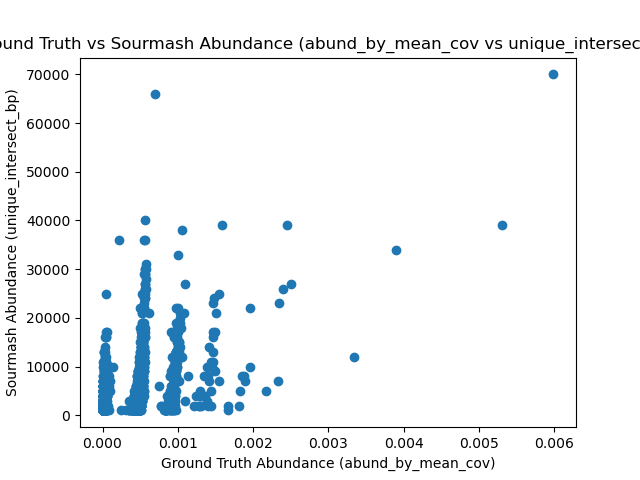 ound Truth vs Sourmash Abundance (abund_by_mean_cov vs unique_intersec
70000
60000
50000
40000
30000
20000
10000
0
Sourmash Abundance (unique_intersect_bp)
0.000 0.001 0.002 0.003 0.004 0.005 0.006
Ground Truth Abundance (abund_by_mean_cov)